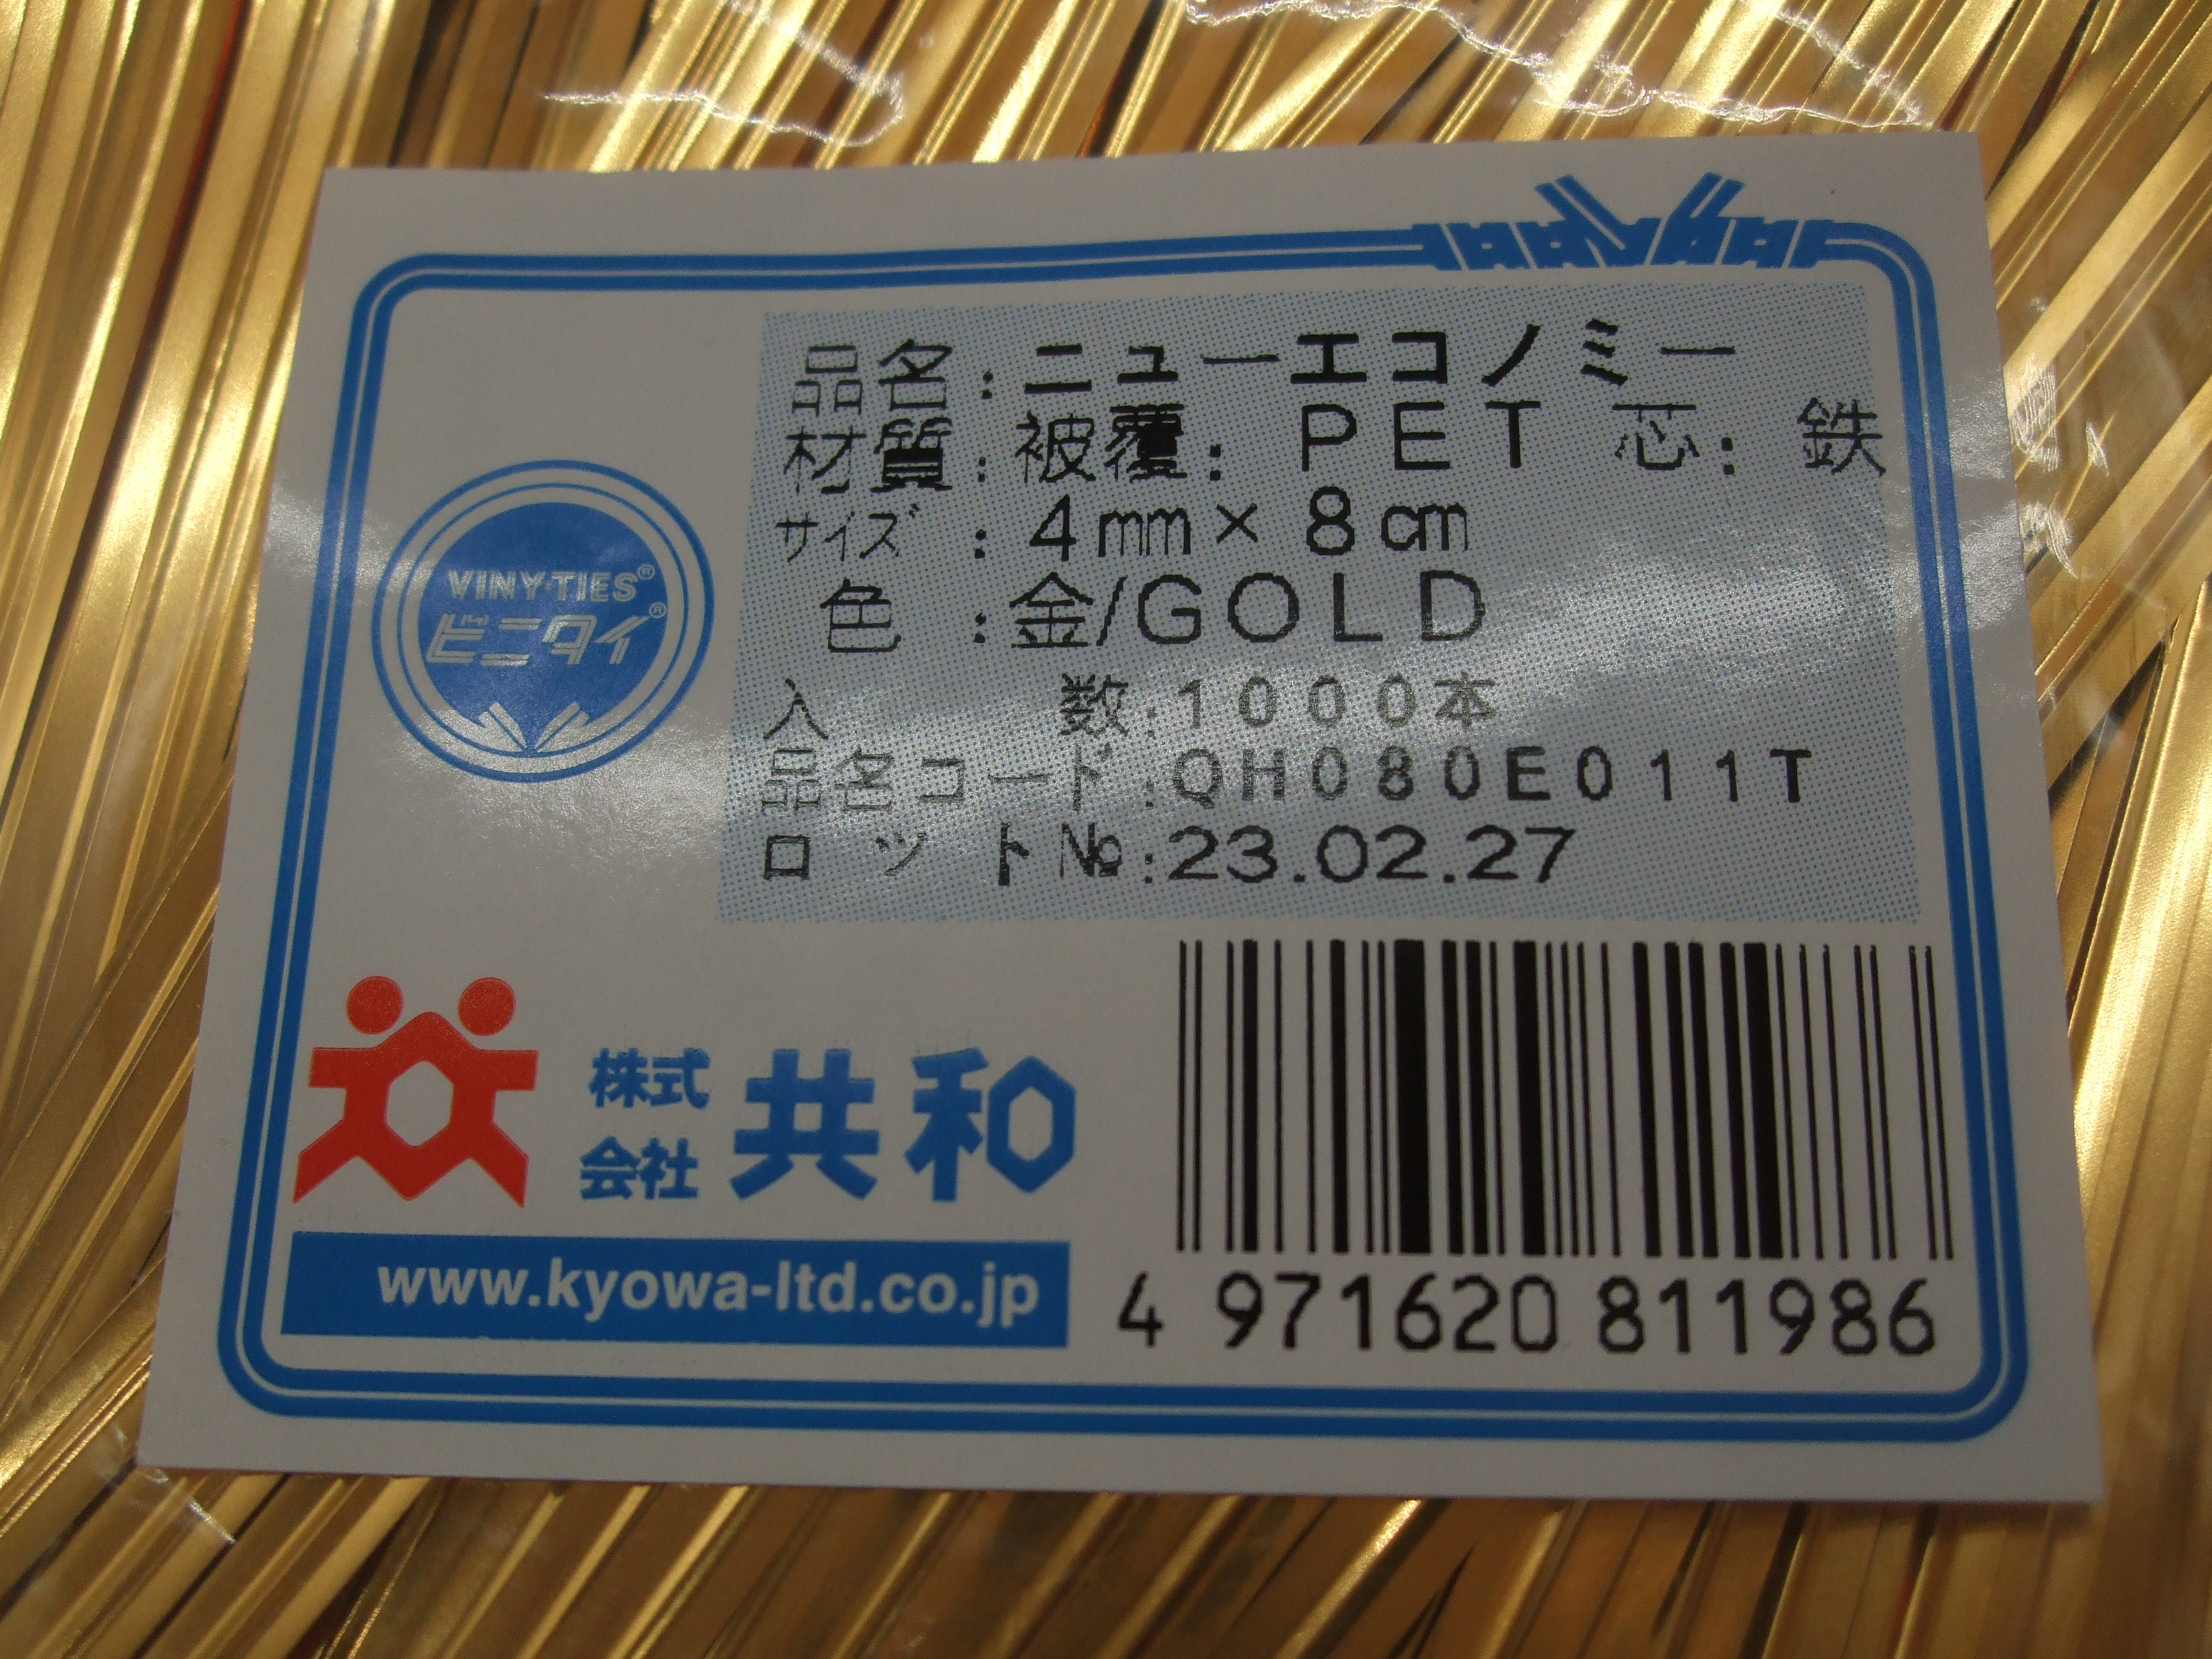 品名:ニューエコノミー
材質:被覆:PET 芯:鉄
サイズ:4mm×8cm
色:金/GOLD
入数:1000本
品名コード:QH080E011T
ロット№:23.02.27
VINY-TIES®
ビニタイ®
株式会社 共和
www.kyowa-ltd.co.jp
4 971620 811986